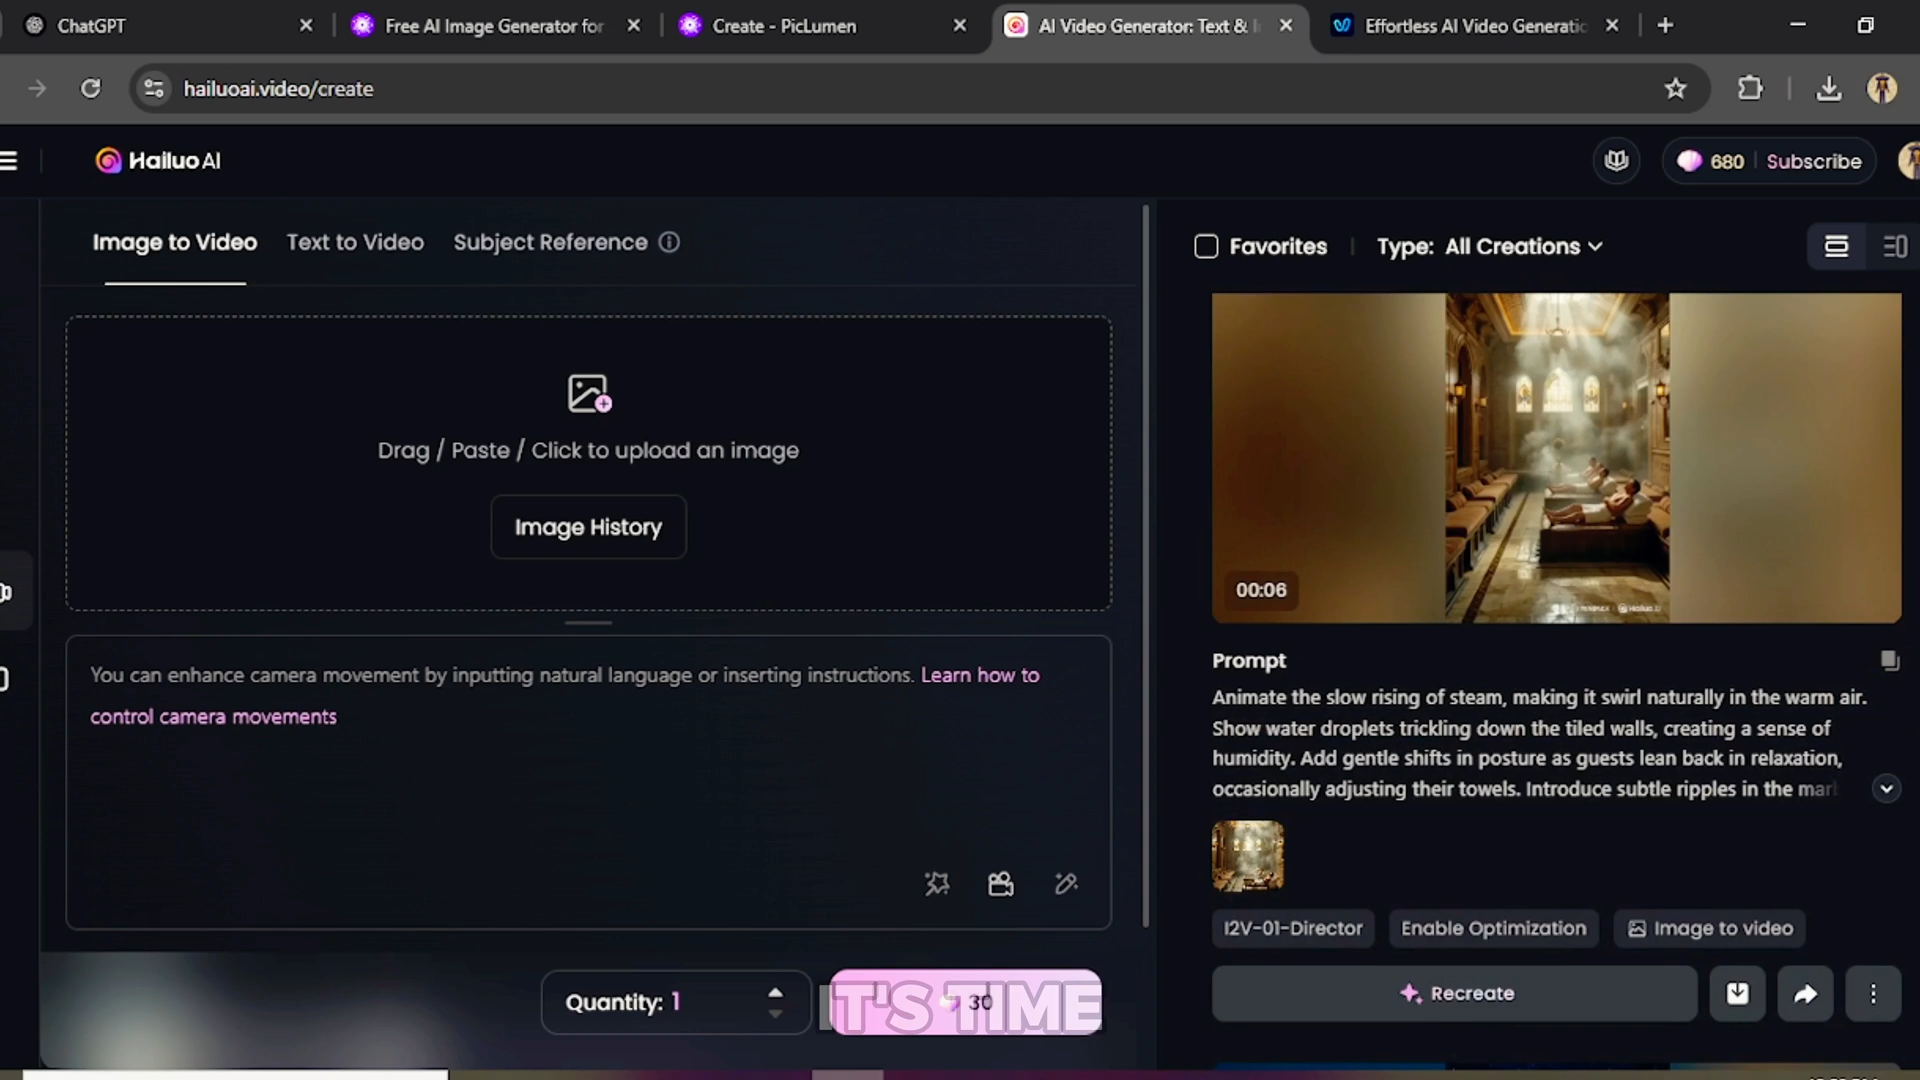 ChatGPT
Free AI Image Generator for
Create - PicLumen
AI Video Generator: Text & I
Effortless AI Video Generatic
hailuoai.video/create
Hailuo AI
680
Subscribe
Image to Video
Text to Video
Subject Reference
Favorites
Type: All Creations
Drag / Paste / Click to upload an image
Image History
00:06
You can enhance camera movement by inputting natural language or inserting instructions. Learn how to
control camera movements
Prompt
Animate the slow rising of steam, making it swirl naturally in the warm air.
Show water droplets trickling down the tiled walls, creating a sense of
humidity. Add gentle shifts in posture as guests lean back in relaxation,
occasionally adjusting their towels. Introduce subtle ripples in the mar
I2V-01-Director
Enable Optimization
Image to video
Quantity: 1
30
IT'S TIME
Recreate